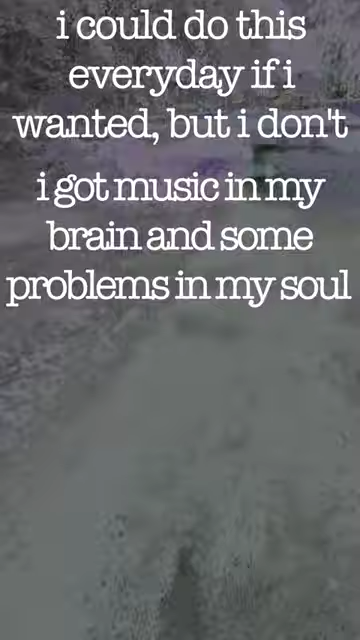 i could do this
everyday if i
wanted, but i don't
i got music in my
brain and some
problems in my soul